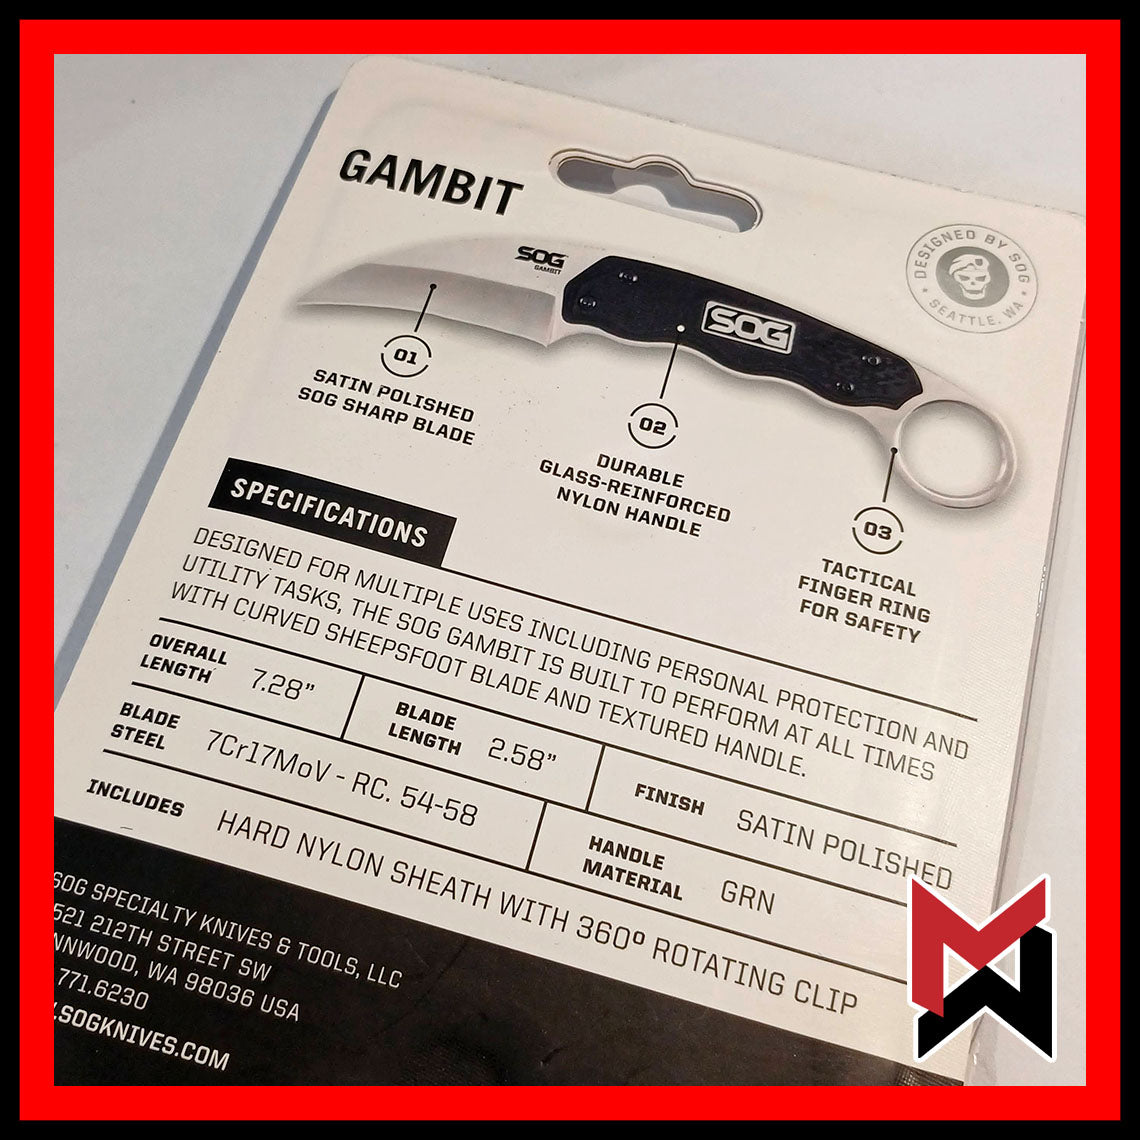 GAMBIT
DESIGNED BY SOG
SEATTLE, WA
SOG
GAMBIT
SOG
01
SATIN POLISHED
SOG SHARP BLADE
02
DURABLE
GLASS-REINFORCED
NYLON HANDLE
03
TACTICAL
FINGER RING
FOR SAFETY
SPECIFICATIONS
DESIGNED FOR MULTIPLE USES INCLUDING PERSONAL PROTECTION AND
UTILITY TASKS, THE SOG GAMBIT IS BUILT TO PERFORM AT ALL TIMES
WITH CURVED SHEEPSFOOT BLADE AND TEXTURED HANDLE.
OVERALL
LENGTH
7.28”
BLADE
LENGTH
2.58”
FINISH
SATIN POLISHED
BLADE
STEEL
7Cr17MoV - RC. 54-58
HANDLE
MATERIAL
GRN
INCLUDES
HARD NYLON SHEATH WITH 360º ROTATING CLIP
SOG SPECIALTY KNIVES & TOOLS, LLC
521 212TH STREET SW
NNWOOD, WA 98036 USA
771.6230
.SOGKNIVES.COM